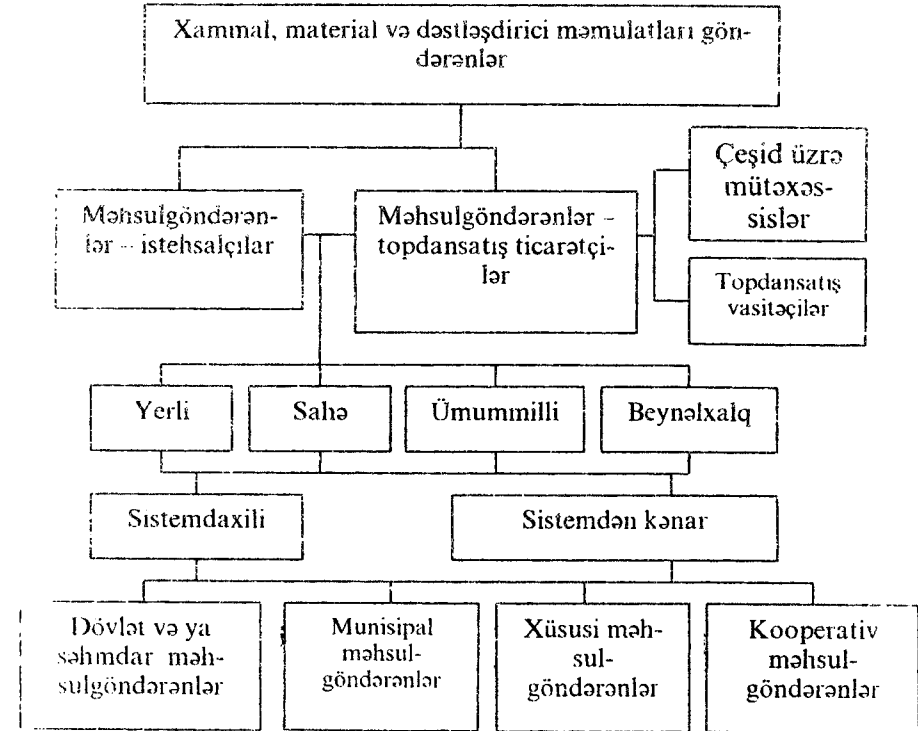 Xammal, material və dəstləşdirici məmulatları gön-
dərənlər
Məhsulgöndərən-
lər – istehsalçılar
Məhsulgöndərənlər –
topdansatış ticarətçi-
lər
Çeşid üzrə
mütəxəs-
sislər
Topdansatış
vasitəçilər
Yerli
Sahə
Ümummilli
Beynəlxalq
Sistemdaxili
Sistemdən kənar
Dövlət və ya
səhmdar məh-
sulgöndərənlər
Munisipal
məhsul-
göndərənlər
Xüsusi məh-
sul-
göndərənlər
Kooperativ
məhsul-
göndərənlər